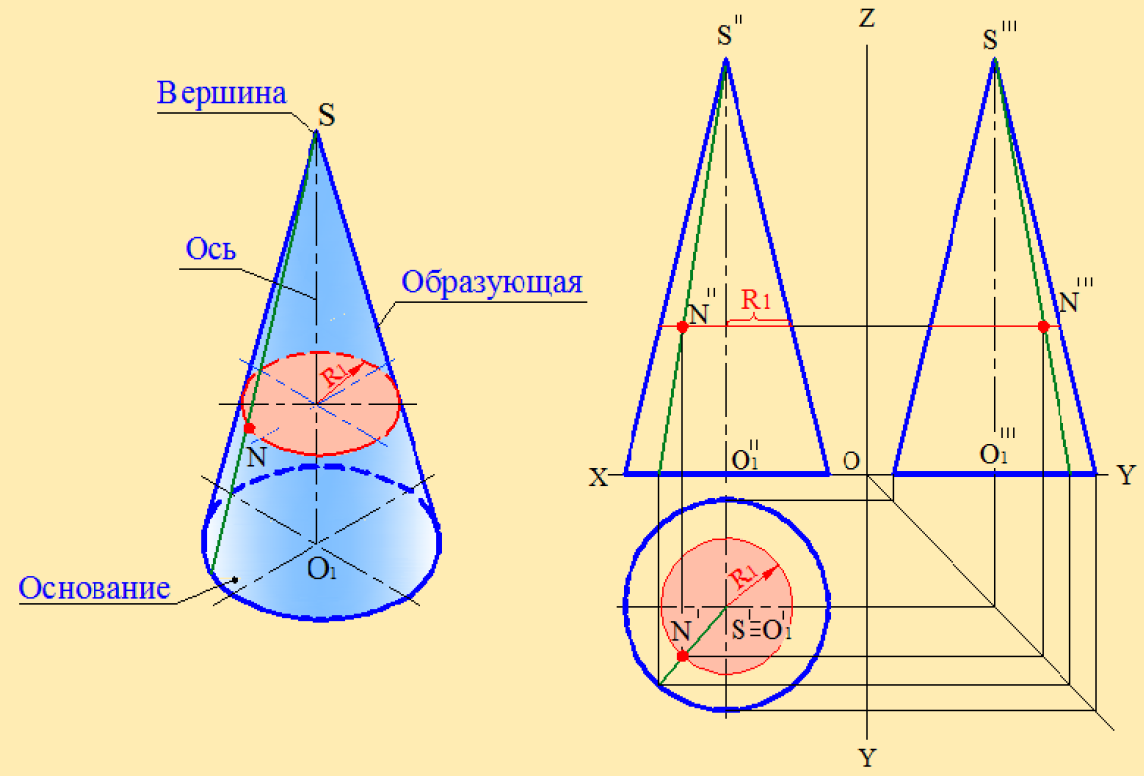 Вершина
S
Ось
Образующая
R1
N
O1
Основание
S''
Z
S'''
N''
R1
N'''
X
O1''
O
O1'''
Y
R1
N'
S'≡O1'
Y